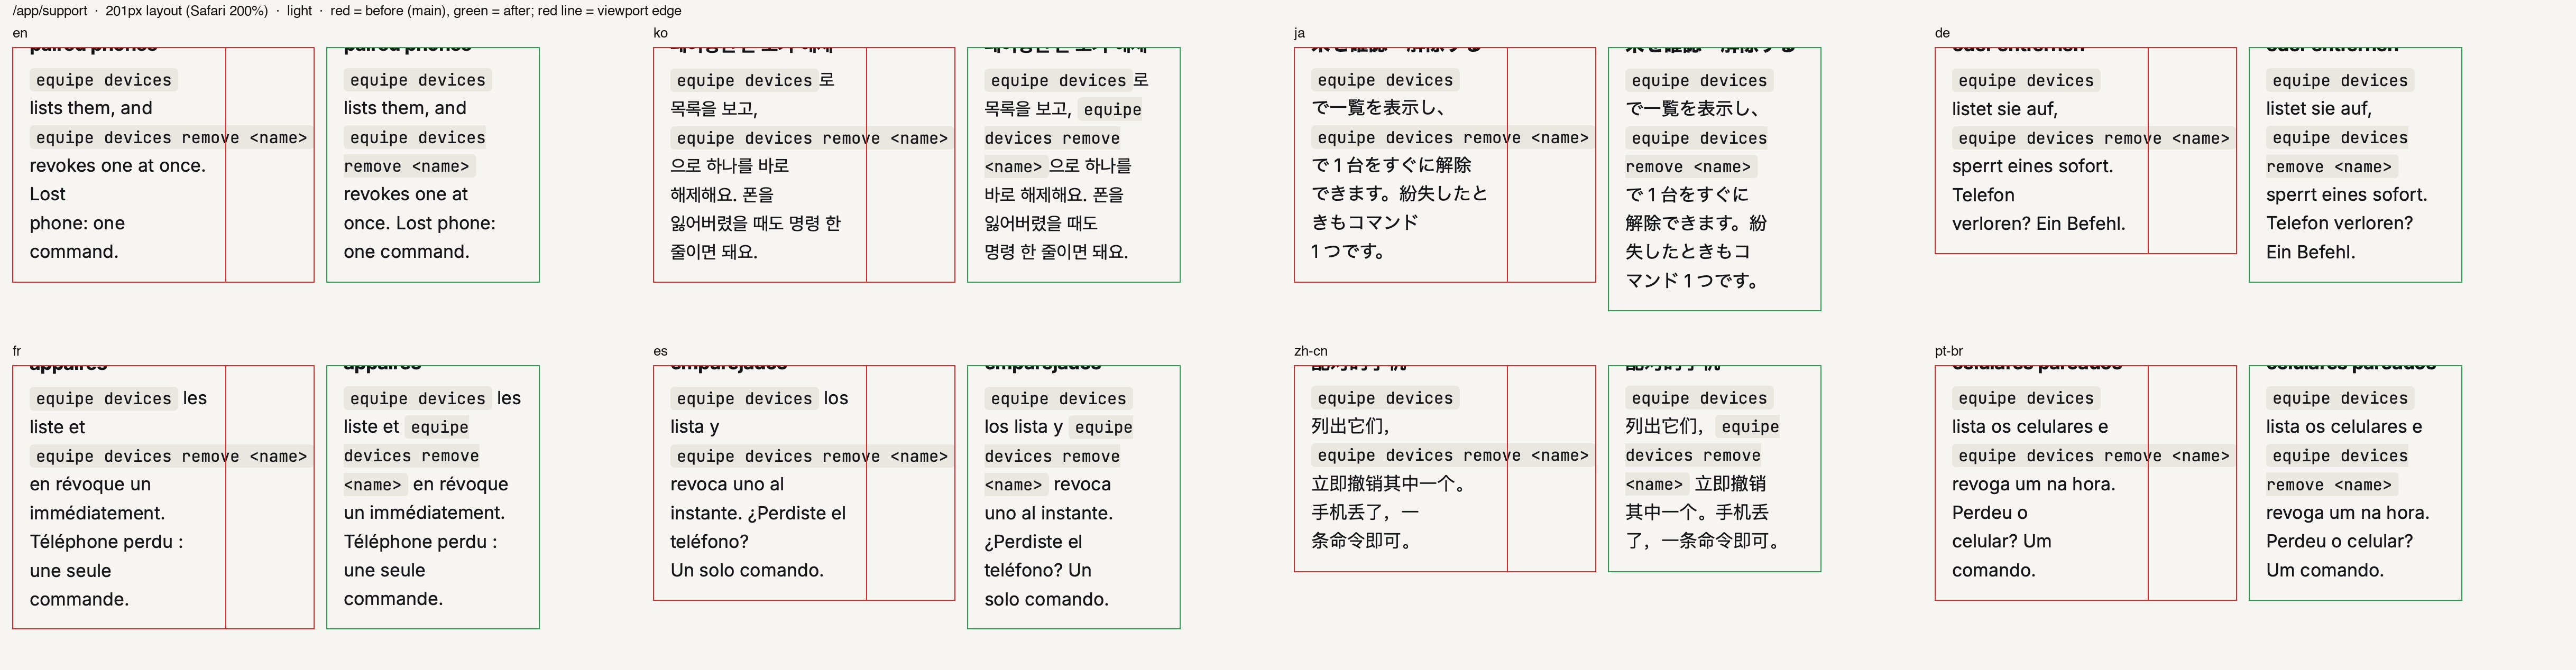 /app/support · 201px layout (Safari 200%) · light · red = before (main), green = after; red line = viewport edge
en
equipe devices
lists them, and
equipe devices remove <name>
revokes one at once.
Lost
phone: one
command.
equipe devices
lists them, and
equipe devices
remove <name>
revokes one at
once. Lost phone:
one command.
ko
equipe devices로
목록을 보고,
equipe devices remove <name>
으로 하나를 바로
해제해요. 폰을
잃어버렸을 때도 명령 한
줄이면 돼요.
equipe devices로
목록을 보고, equipe
devices remove
<name>으로 하나를
바로 해제해요. 폰을
잃어버렸을 때도
명령 한 줄이면 돼요.
ja
equipe devices
で一覧を表示し、
equipe devices remove <name>
で1台をすぐに解除
できます。紛失したと
きもコマンド
1つです。
equipe devices
で一覧を表示し、
equipe devices
remove <name>
で1台をすぐに
解除できます。紛
失したときもコ
マンド1つです。
de
equipe devices
listet sie auf,
equipe devices remove <name>
sperrt eines sofort.
Telefon
verloren? Ein Befehl.
equipe devices
listet sie auf,
equipe devices
remove <name>
sperrt eines sofort.
Telefon verloren?
Ein Befehl.
fr
equipe devices les
liste et
equipe devices remove <name>
en révoque un
immédiatement.
Téléphone perdu :
une seule
commande.
equipe devices les
liste et equipe
devices remove
<name> en révoque
un immédiatement.
Téléphone perdu :
une seule
commande.
es
equipe devices los
lista y
equipe devices remove <name>
revoca uno al
instante. ¿Perdiste el
teléfono?
Un solo comando.
equipe devices
los lista y equipe
devices remove
<name> revoca
uno al instante.
¿Perdiste el
teléfono? Un
solo comando.
zh-cn
equipe devices
列出它们，
equipe devices remove <name>
立即撤销其中一个。
手机丢了，一
条命令即可。
equipe devices
列出它们，equipe
devices remove
<name> 立即撤销
其中一个。手机丢
了，一条命令即可。
pt-br
equipe devices
lista os celulares e
equipe devices remove <name>
revoga um na hora.
Perdeu o
celular? Um
comando.
equipe devices
lista os celulares e
equipe devices
remove <name>
revoga um na hora.
Perdeu o celular?
Um comando.